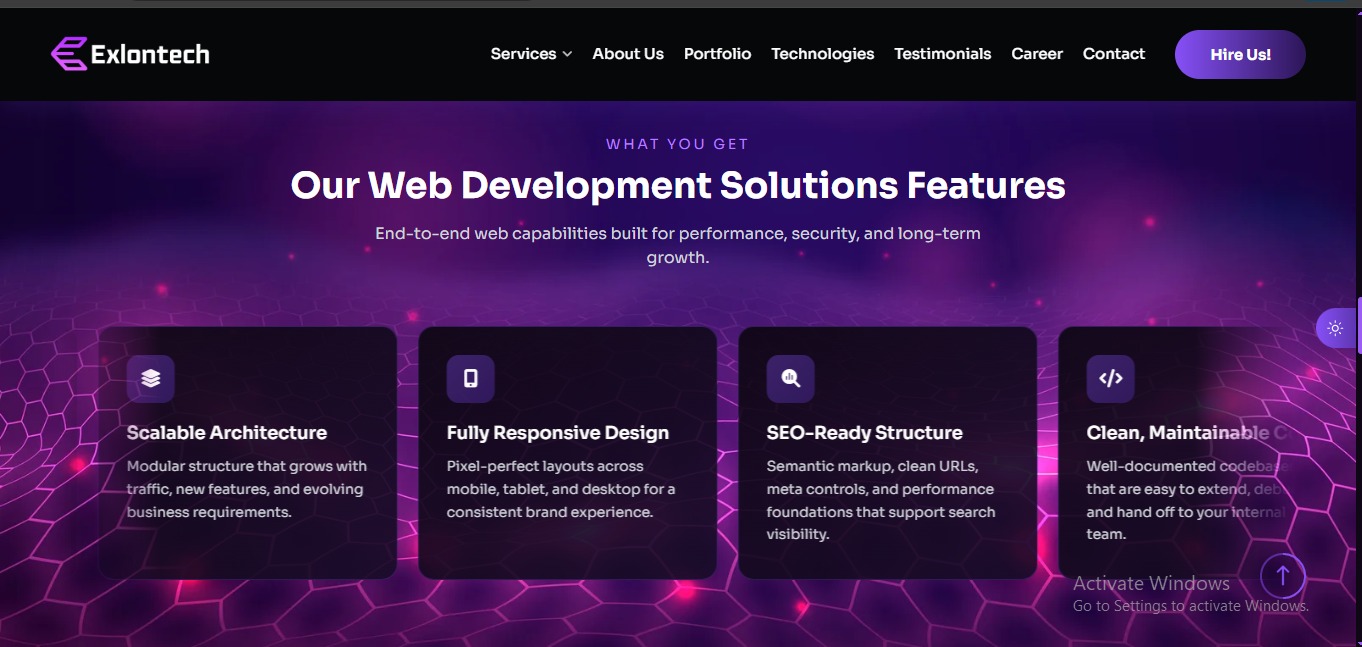 Exlontech
Services
About Us
Portfolio
Technologies
Testimonials
Career
Contact
Hire Us!
WHAT YOU GET
Our Web Development Solutions Features
End-to-end web capabilities built for performance, security, and long-term
growth.
Scalable Architecture
Modular structure that grows with
traffic, new features, and evolving
business requirements.
Fully Responsive Design
Pixel-perfect layouts across
mobile, tablet, and desktop for a
consistent brand experience.
SEO-Ready Structure
Semantic markup, clean URLs,
meta controls, and performance
foundations that support search
visibility.
Clean, Maintainable
Well-documented
that are easy to extend,
and hand off to your internal
team.
Activate Windows
Go to Settings to activate Windows.